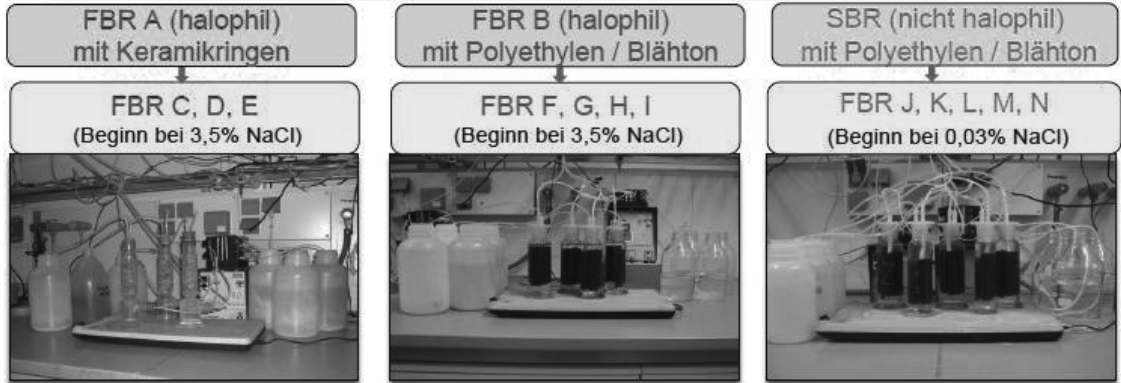 FBR A (halophil)
mit Keramikringen
FBR C, D, E
(Beginn bei 3,5% NaCl)
FBR B (halophil)
mit Polyethylen / Blähton
FBR F, G, H, I
(Beginn bei 3,5% NaCl)
SBR (nicht halophil)
mit Polyethylen / Blähton
FBR J, K, L, M, N
(Beginn bei 0,03% NaCl)